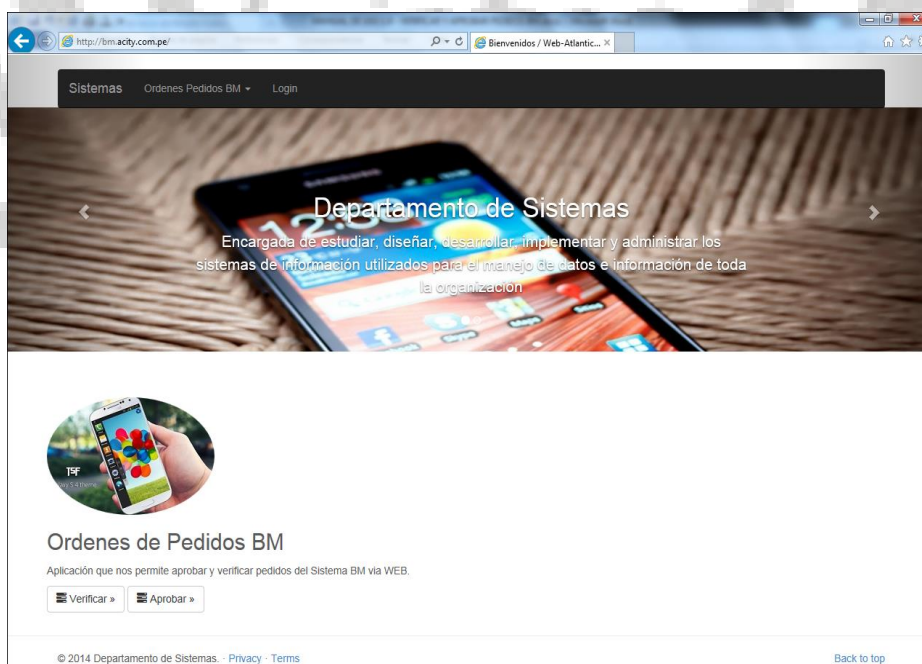 http://bm.acity.com.pe/
Bienvenidos / Web-Atlantic...
Sistemas
Ordenes Pedidos BM
Login
12:30
Departamento de Sistemas
Encargada de estudiar, diseñar, desarrollar, implementar y administrar los
sistemas de información utilizados para el manejo de datos e información de toda
la organización
Ordenes de Pedidos BM
Aplicación que nos permite aprobar y verificar pedidos del Sistema BM via WEB.
Verificar »
Aprobar »
© 2014 Departamento de Sistemas. · Privacy · Terms
Back to top